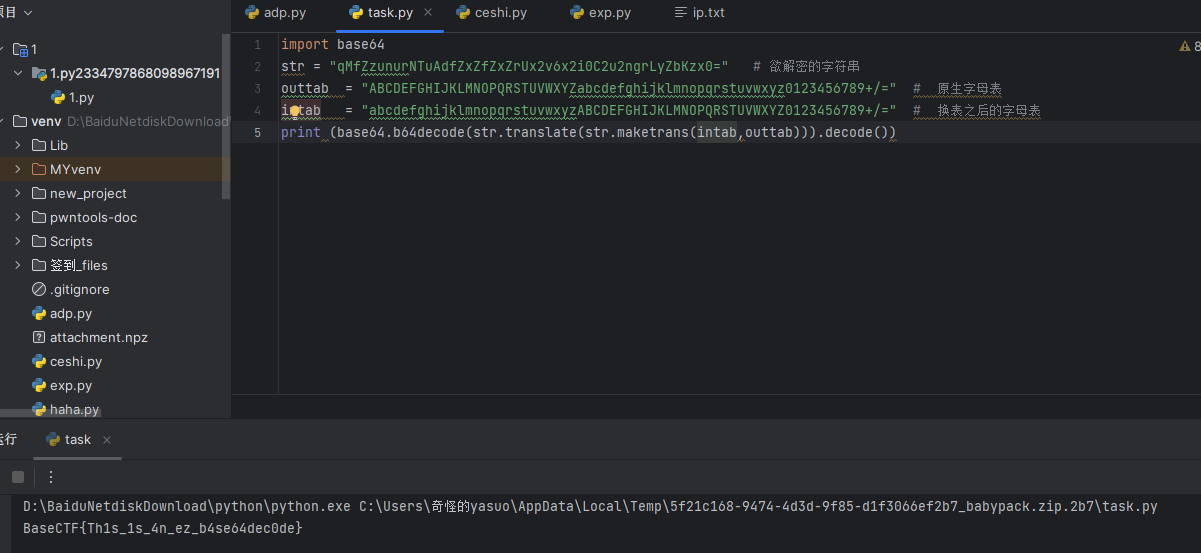 项目
adp.py
task.py
ceshi.py
exp.py
ip.txt
1
1.py2334797868098967191
1.py
venv D:\BaiduNetdiskDownload\
Lib
MYvenv
new_project
pwntools-doc
Scripts
签到_files
.gitignore
adp.py
attachment.npz
ceshi.py
exp.py
haha.py
8
1 import base64
2 str = "qMfZzunurNTuAdfZxZfZxZrUx2v6x2i0C2u2ngrLyZbKzx0=" # 欲解密的字符串
3 outtab = "ABCDEFGHIJKLMNOPQRSTUVWXYZabcdefghijklmnopqrstuvwxyz0123456789+/=" # 原生字母表
4 intab = "abcdefghijklmnopqrstuvwxyzABCDEFGHIJKLMNOPQRSTUVWXYZ0123456789+/=" # 换表之后的字母表
5 print (base64.b64decode(str.translate(str.maketrans(intab,outtab))).decode())
运行
task
D:\BaiduNetdiskDownload\python\python.exe C:\Users\奇怪的yasuo\AppData\Local\Temp\5f21c168-9474-4d3d-9f85-d1f3066ef2b7_babypack.zip.2b7\task.py
BaseCTF{Th1s_1s_4n_ez_b4se64dec0de}